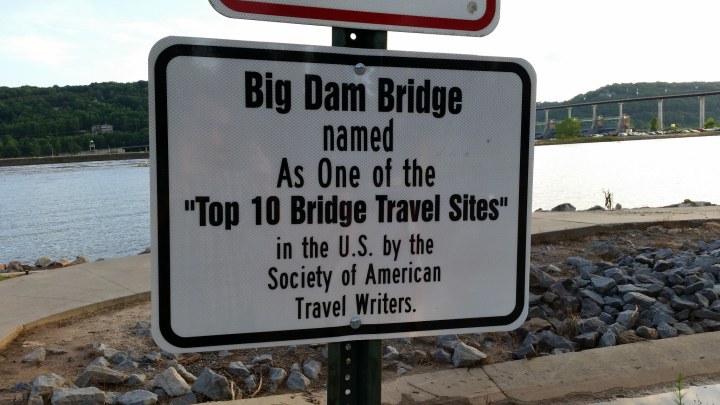 Big Dam Bridge
named
As One of the
"Top 10 Bridge Travel Sites"
in the U.S. by the
Society of American
Travel Writers.